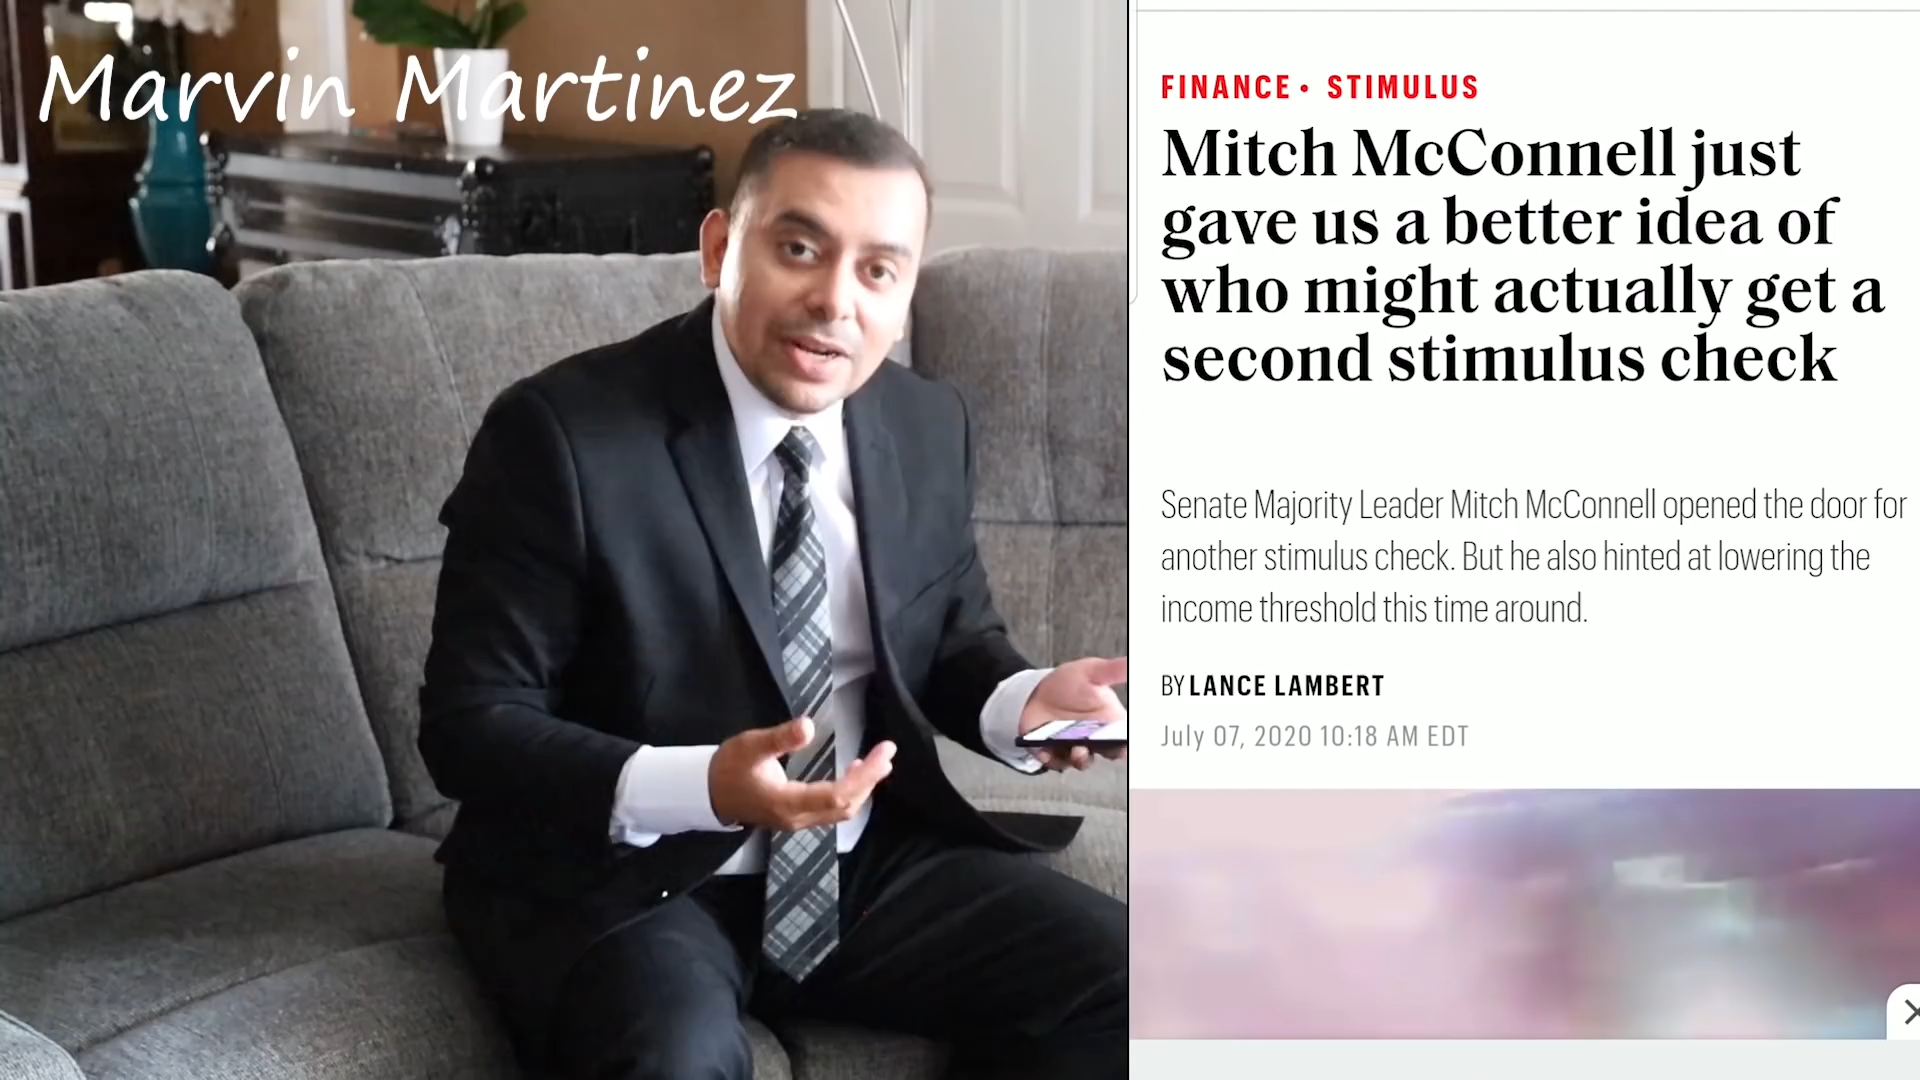 Marvin Martinez
FINANCE • STIMULUS
Mitch McConnell just
gave us a better idea of
who might actually get a
second stimulus check
Senate Majority Leader Mitch McConnell opened the door for
another stimulus check. But he also hinted at lowering the
income threshold this time around.
BY LANCE LAMBERT
July 07, 2020 10:18 AM EDT